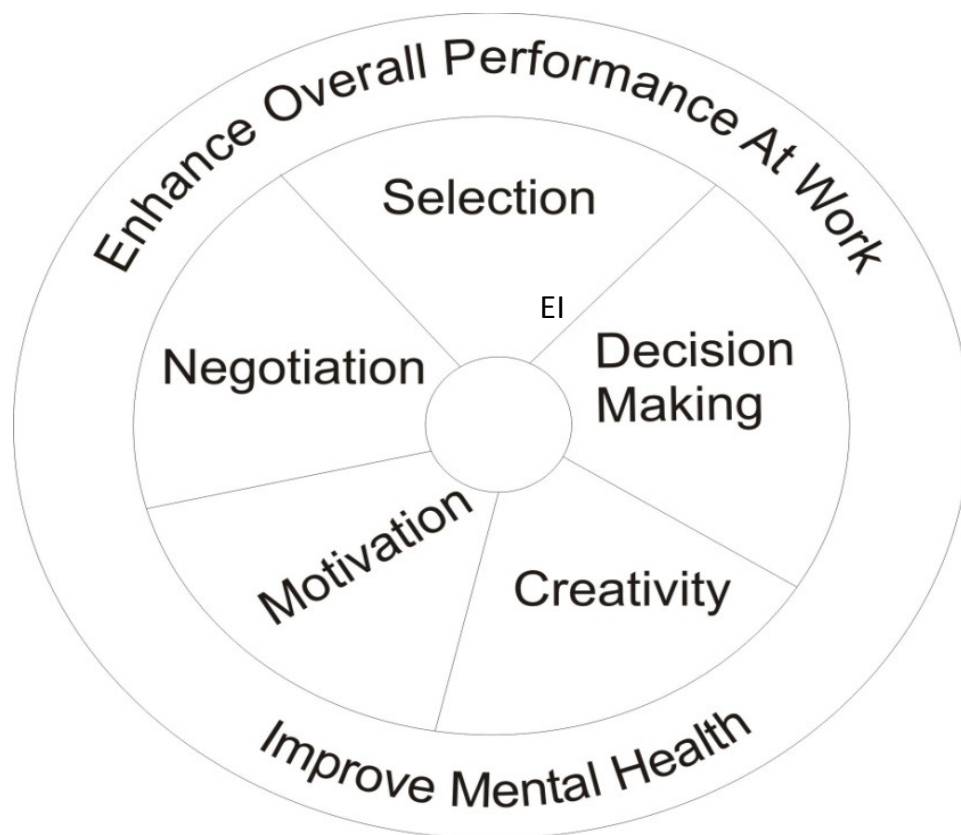 Enhance Overall Performance At Work
Selection
EI
Negotiation
Decision
Making
Motivation
Creativity
Improve Mental Health